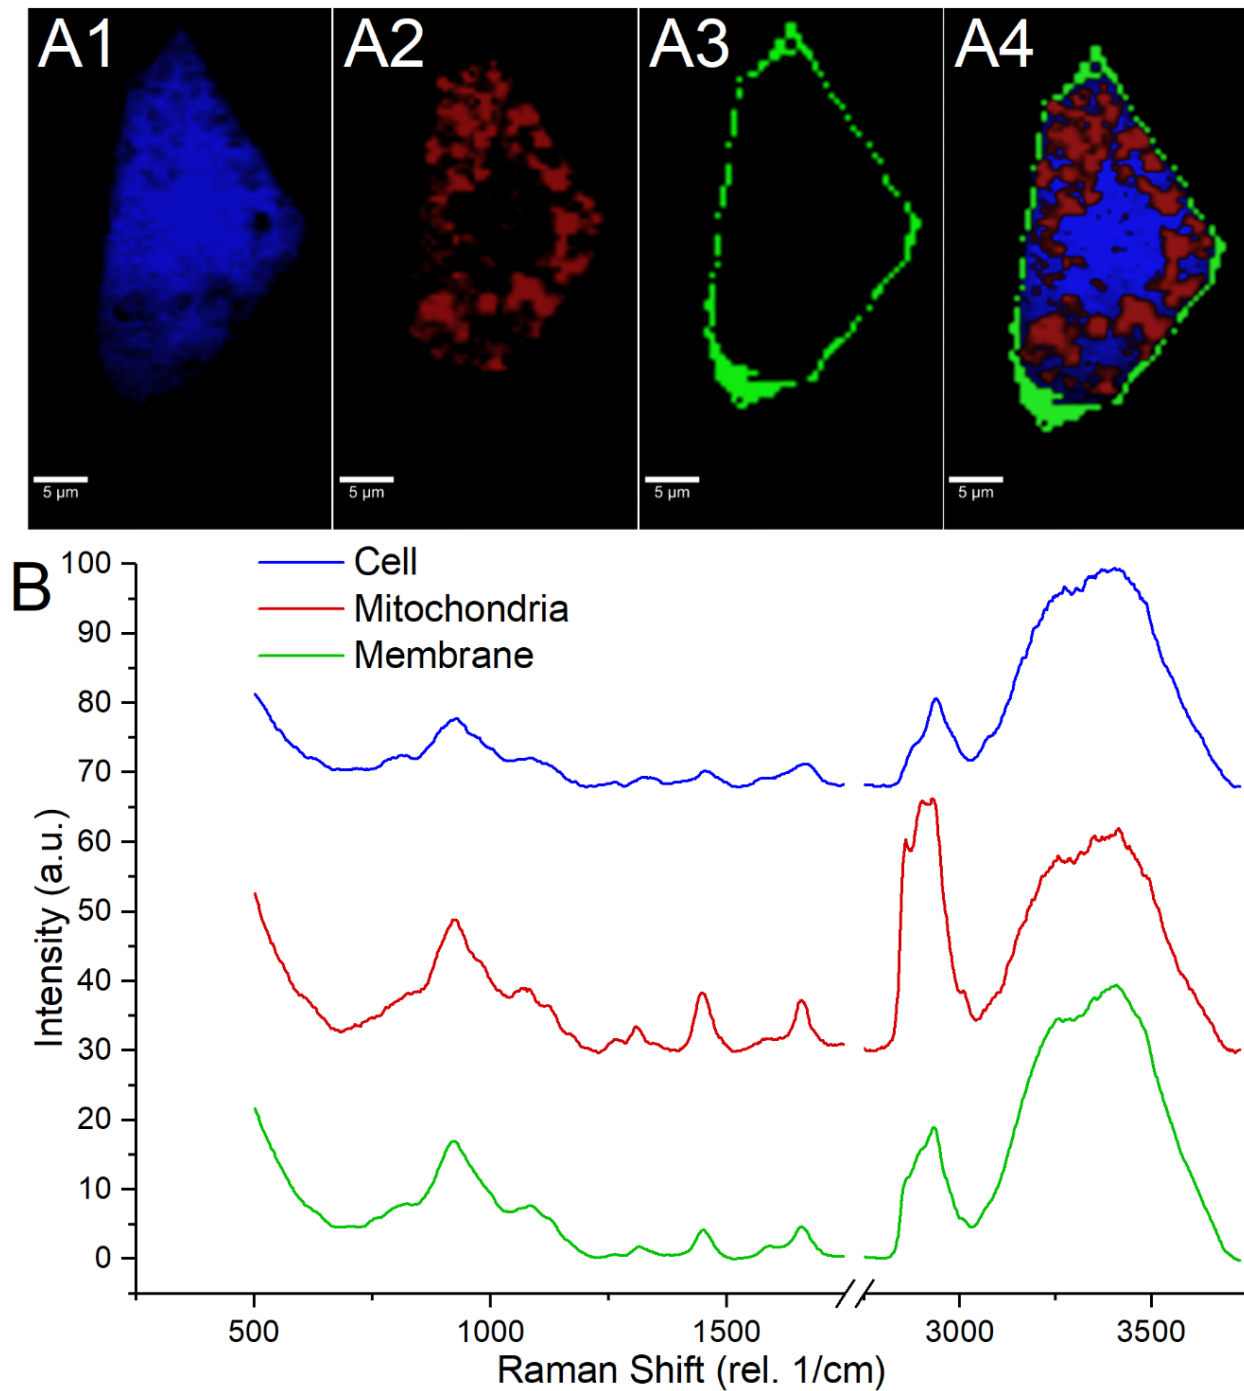 A1 A2 A3 A4
5 µm 5 µm 5 µm 5 µm
B
Cell
Mitochondria
Membrane
100
90
80
70
60
50
40
30
20
10
0
Intensity (a.u.)
500 1000 1500 3000 3500
Raman Shift (rel. 1/cm)